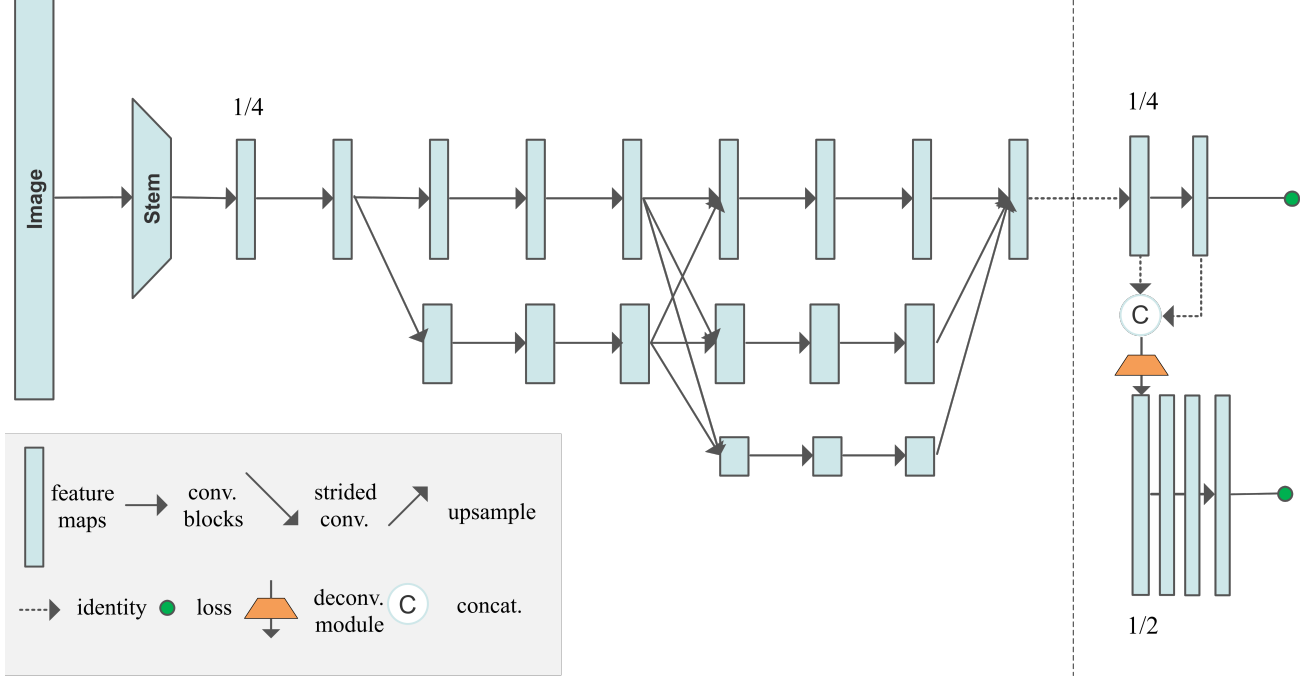 Image
Stem
1/4
1/4
C
1/2
feature
maps
conv.
blocks
strided
conv.
upsample
identity
loss
deconv.
module
C
concat.